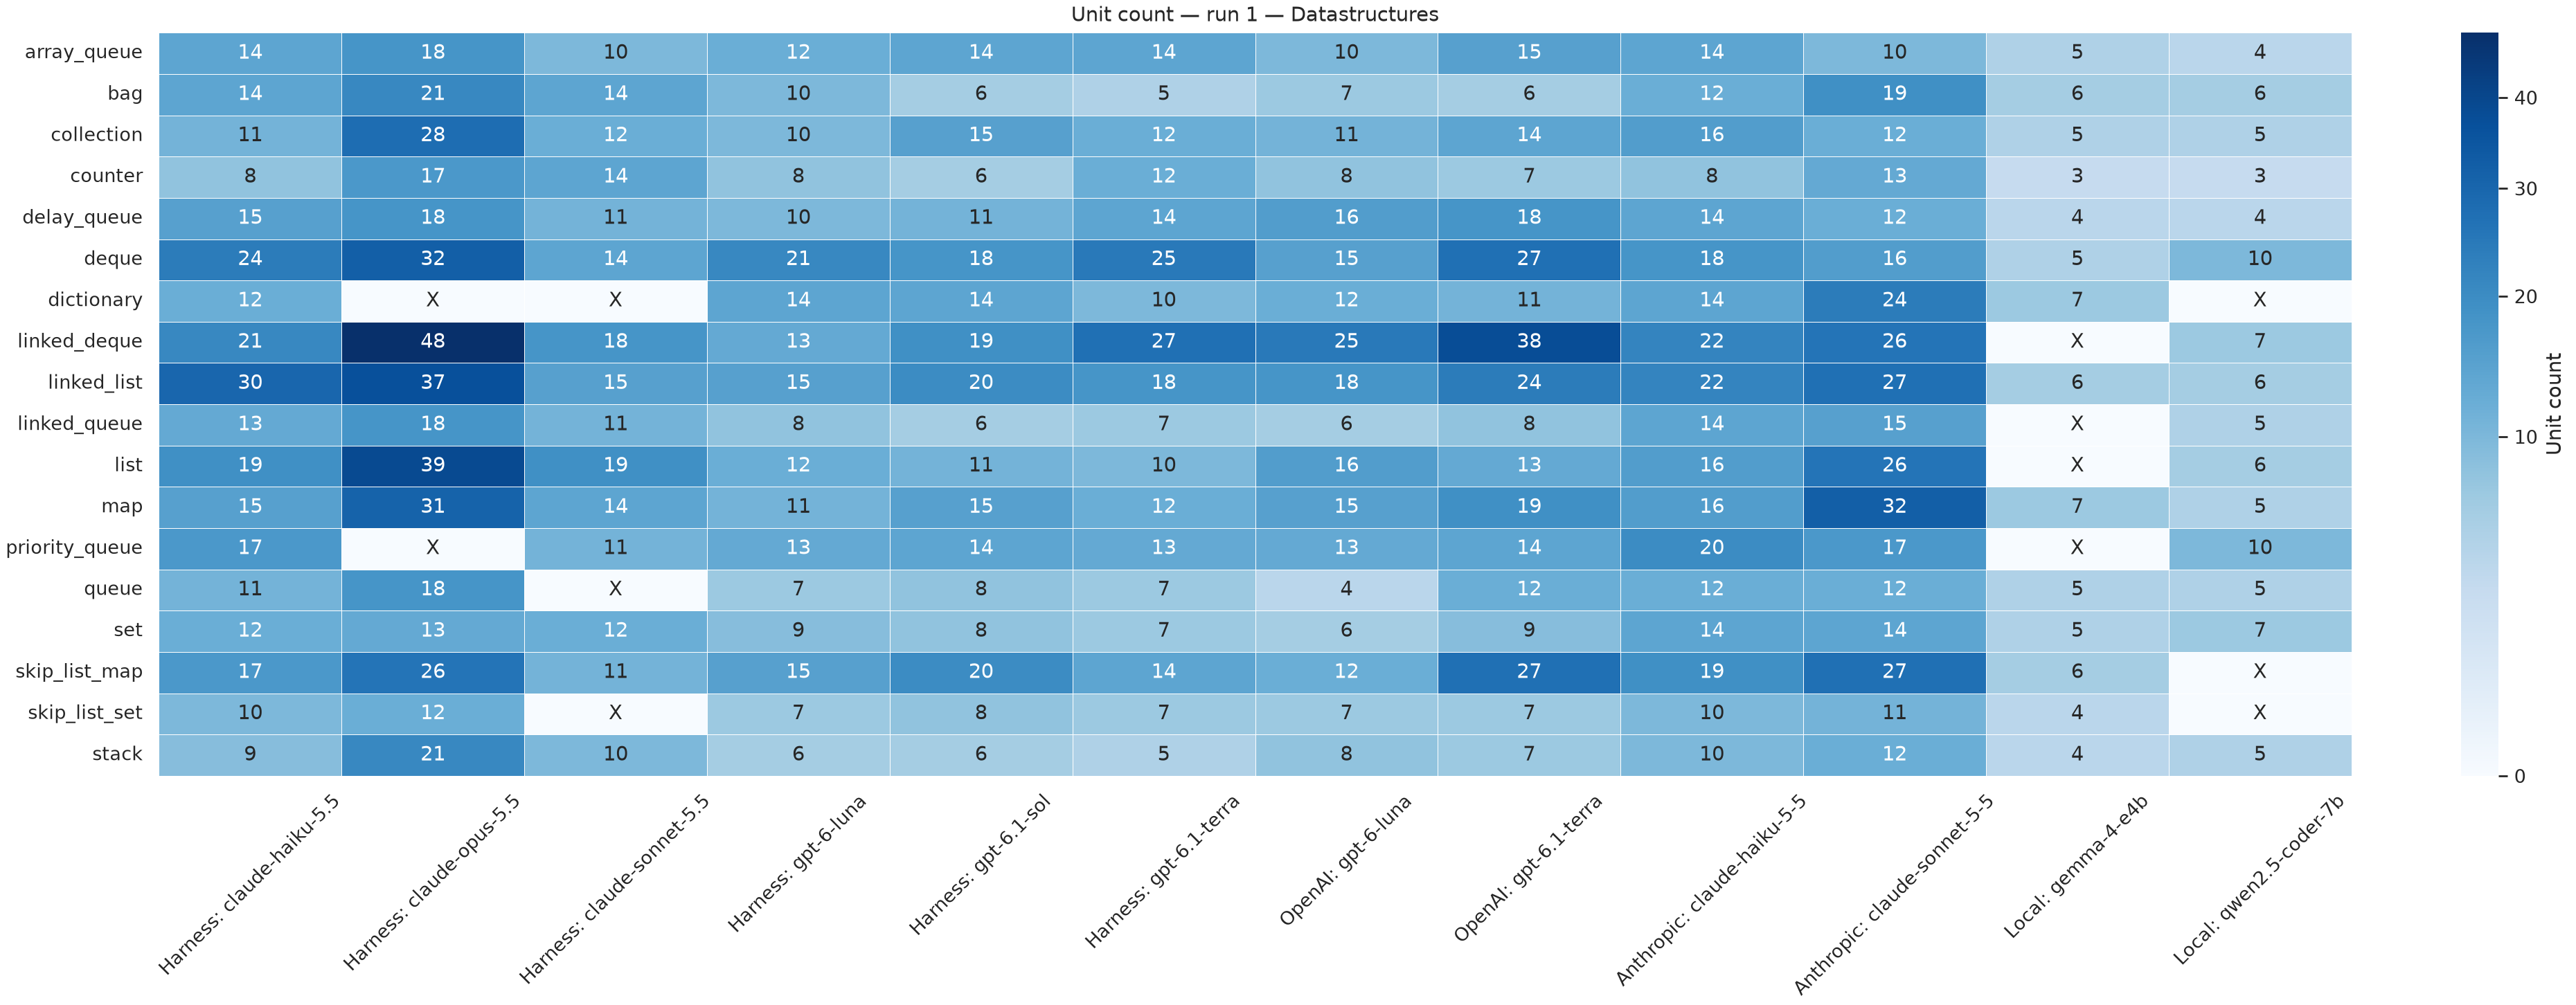 Unit count — run 1 — Datastructures
array_queue 14 18 10 12 14 14 10 15 14 10 5 4
bag 14 21 14 10 6 5 7 6 12 19 6 6
collection 11 28 12 10 15 12 11 14 16 12 5 5
counter 8 17 14 8 6 12 8 7 8 13 3 3
delay_queue 15 18 11 10 11 14 16 18 14 12 4 4
deque 24 32 14 21 18 25 15 27 18 16 5 10
dictionary 12 X X 14 14 10 12 11 14 24 7 X
linked_deque 21 48 18 13 19 27 25 38 22 26 X 7
linked_list 30 37 15 15 20 18 18 24 22 27 6 6
linked_queue 13 18 11 8 6 7 6 8 14 15 X 5
list 19 39 19 12 11 10 16 13 16 26 X 6
map 15 31 14 11 15 12 15 19 16 32 7 5
priority_queue 17 X 11 13 14 13 13 14 20 17 X 10
queue 11 18 X 7 8 7 4 12 12 12 5 5
set 12 13 12 9 8 7 6 9 14 14 5 7
skip_list_map 17 26 11 15 20 14 12 27 19 27 6 X
skip_list_set 10 12 X 7 8 7 7 7 10 11 4 X
stack 9 21 10 6 6 5 8 7 10 12 4 5
Harness: claude-haiku-5.5
Harness: claude-opus-5.5
Harness: claude-sonnet-5.5
Harness: gpt-6-luna
Harness: gpt-6.1-sol
Harness: gpt-6.1-terra
OpenAI: gpt-6-luna
OpenAI: gpt-6.1-terra
Anthropic: claude-haiku-5-5
Anthropic: claude-sonnet-5-5
Local: gemma-4-e4b
Local: qwen2.5-coder-7b
40
30
20
10
0
Unit count